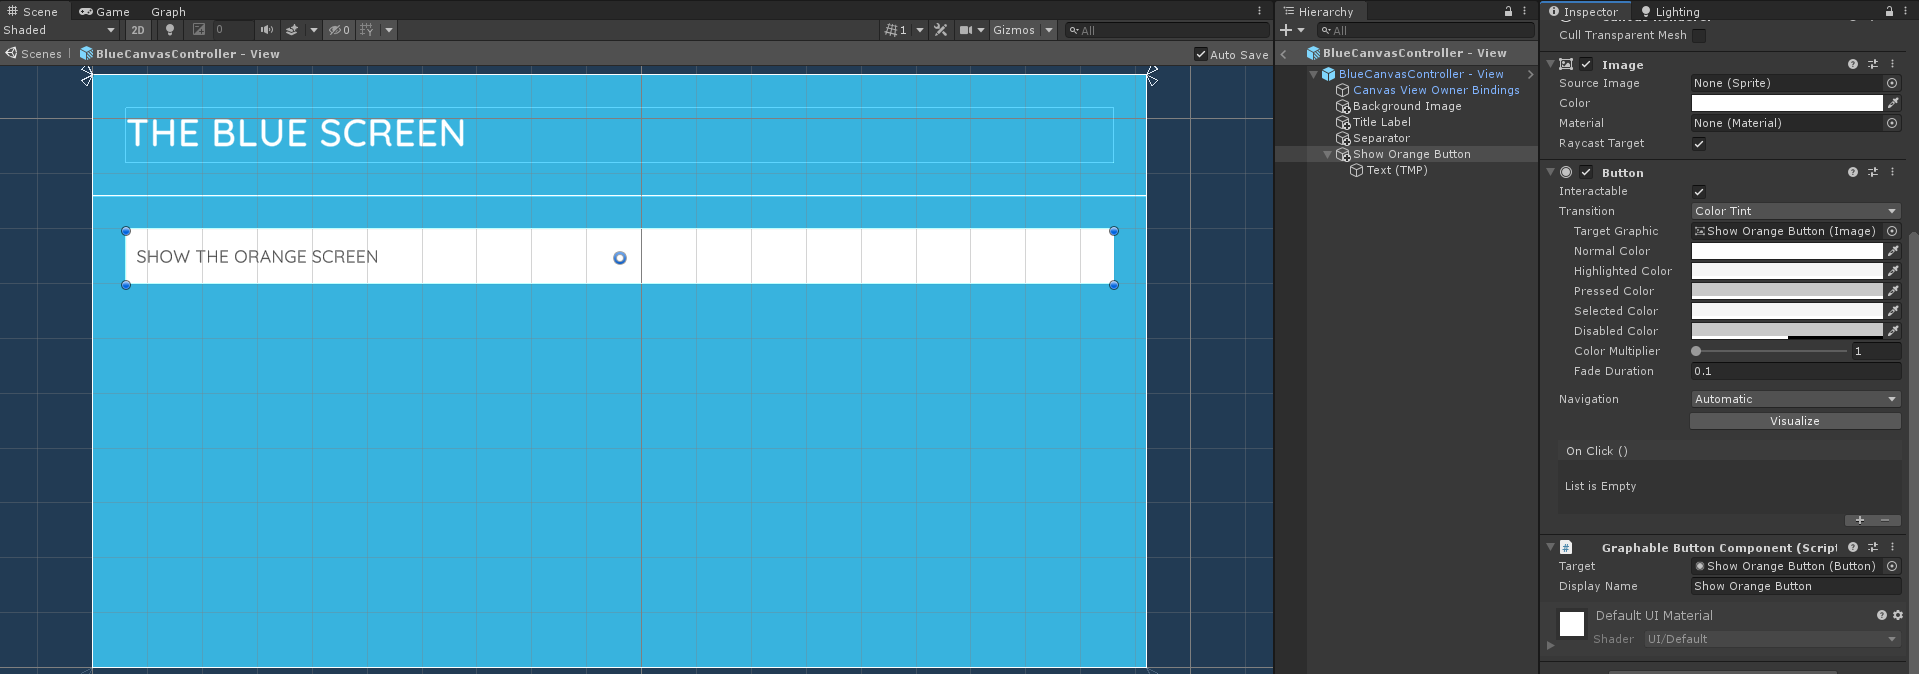 Scene Game Graph
Shaded 2D 0 0 1 Gizmos All
Scenes BlueCanvasController - View Auto Save
THE BLUE SCREEN
SHOW THE ORANGE SCREEN
Hierarchy
All
BlueCanvasController - View
BlueCanvasController - View
Canvas View Owner Bindings
Background Image
Title Label
Separator
Show Orange Button
Text (TMP)
Inspector Lighting
Cull Transparent Mesh
Image
Source Image None (Sprite)
Color
Material None (Material)
Raycast Target
Button
Interactable
Transition Color Tint
Target Graphic Show Orange Button (Image)
Normal Color
Highlighted Color
Pressed Color
Selected Color
Disabled Color
Color Multiplier 1
Fade Duration 0.1
Navigation Automatic
Visualize
On Click ()
List is Empty
Graphable Button Component (Script
Target Show Orange Button (Button)
Display Name Show Orange Button
Default UI Material
Shader UI/Default